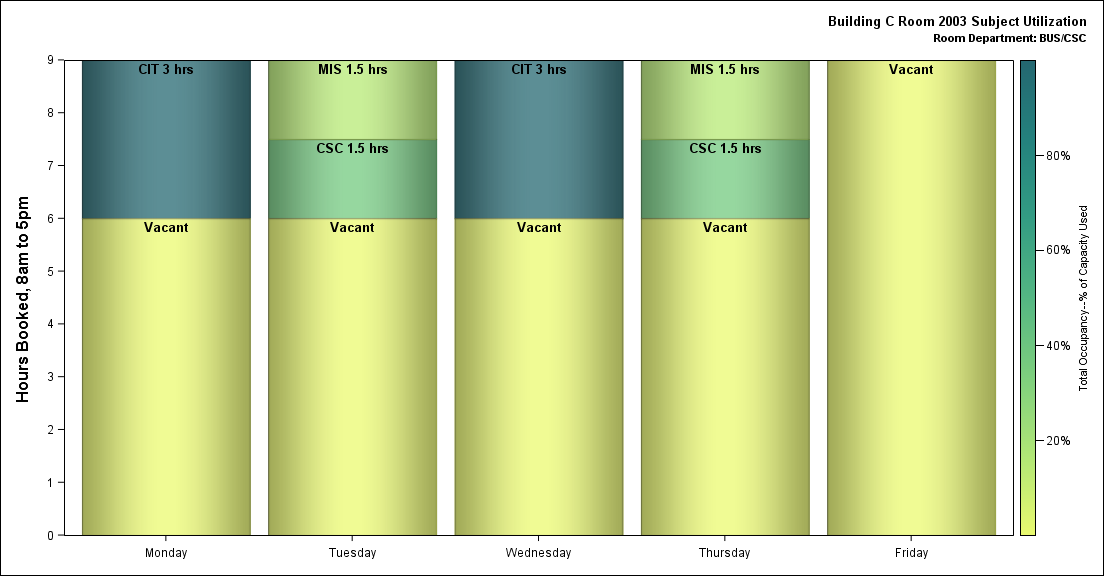 Building C Room 2003 Subject Utilization
Room Department: BUS/CSC
Hours Booked, 8am to 5pm
9
8
7
6
5
4
3
2
1
0
CIT 3 hrs
Vacant
MIS 1.5 hrs
CSC 1.5 hrs
Vacant
CIT 3 hrs
Vacant
MIS 1.5 hrs
CSC 1.5 hrs
Vacant
Vacant
Monday
Tuesday
Wednesday
Thursday
Friday
80%
60%
40%
20%
Total Occupancy--% of Capacity Used